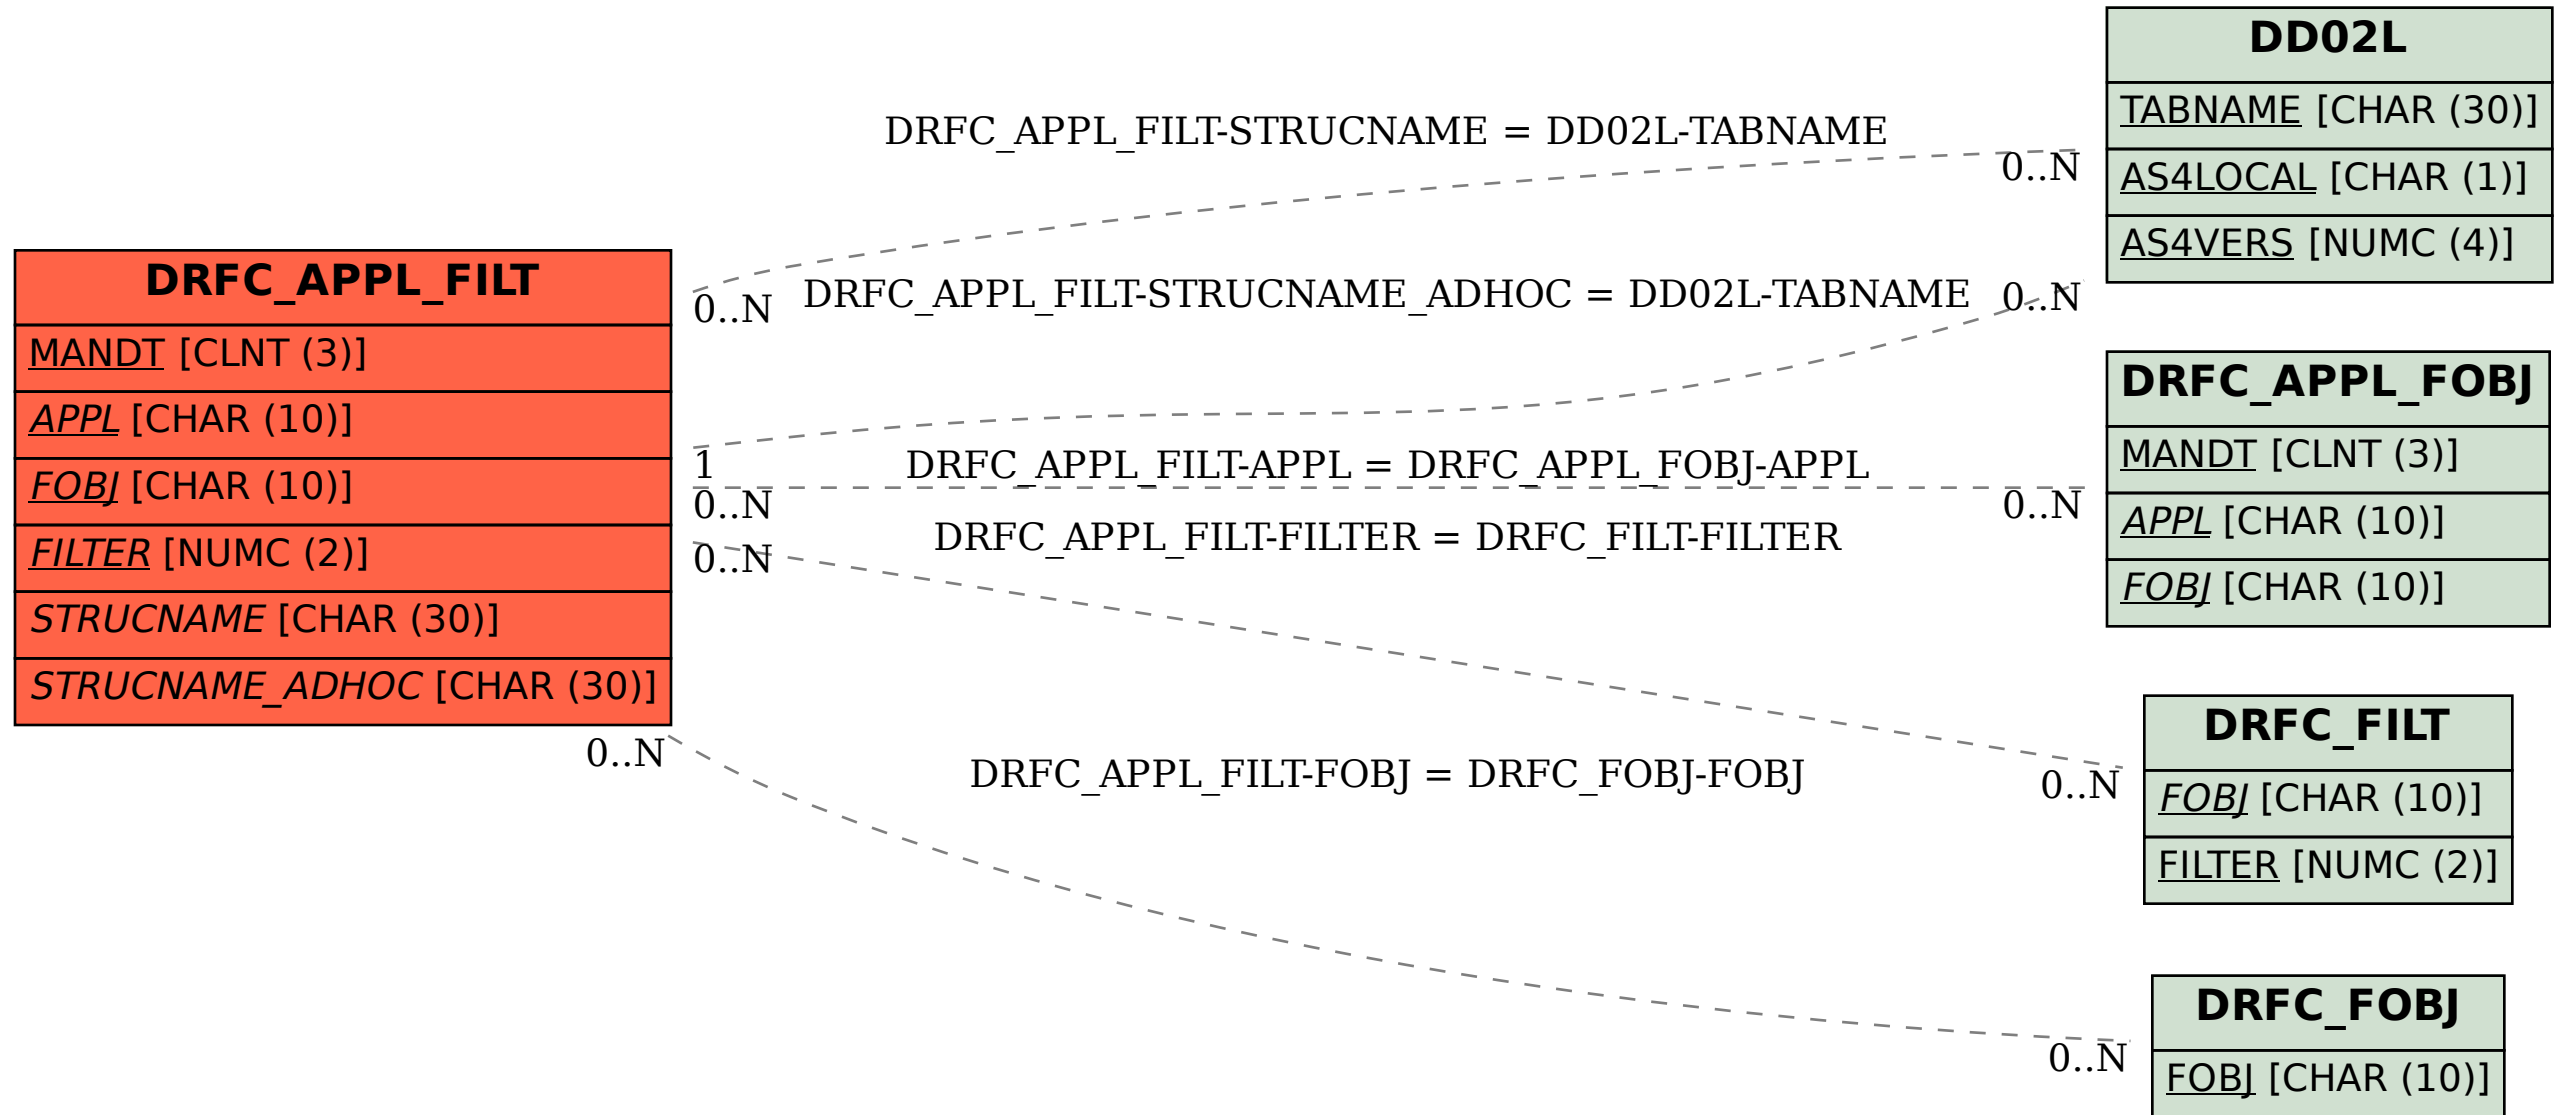 DRFC_APPL_FILT
MANDT [CLNT (3)]
APPL [CHAR (10)]
FOBJ [CHAR (10)]
FILTER [NUMC (2)]
STRUCNAME [CHAR (30)]
STRUCNAME_ADHOC [CHAR (30)]
DRFC_APPL_FILT-STRUCNAME = DD02L-TABNAME
0..N
0..N
DRFC_APPL_FILT-STRUCNAME_ADHOC = DD02L-TABNAME
0..N
1
DRFC_APPL_FILT-APPL = DRFC_APPL_FOBJ-APPL
0..N
0..N
DRFC_APPL_FILT-FILTER = DRFC_FILT-FILTER
0..N
0..N
DRFC_APPL_FILT-FOBJ = DRFC_FOBJ-FOBJ
0..N
0..N
DD02L
TABNAME [CHAR (30)]
AS4LOCAL [CHAR (1)]
AS4VERS [NUMC (4)]
DRFC_APPL_FOBJ
MANDT [CLNT (3)]
APPL [CHAR (10)]
FOBJ [CHAR (10)]
DRFC_FILT
FOBJ [CHAR (10)]
FILTER [NUMC (2)]
DRFC_FOBJ
FOBJ [CHAR (10)]